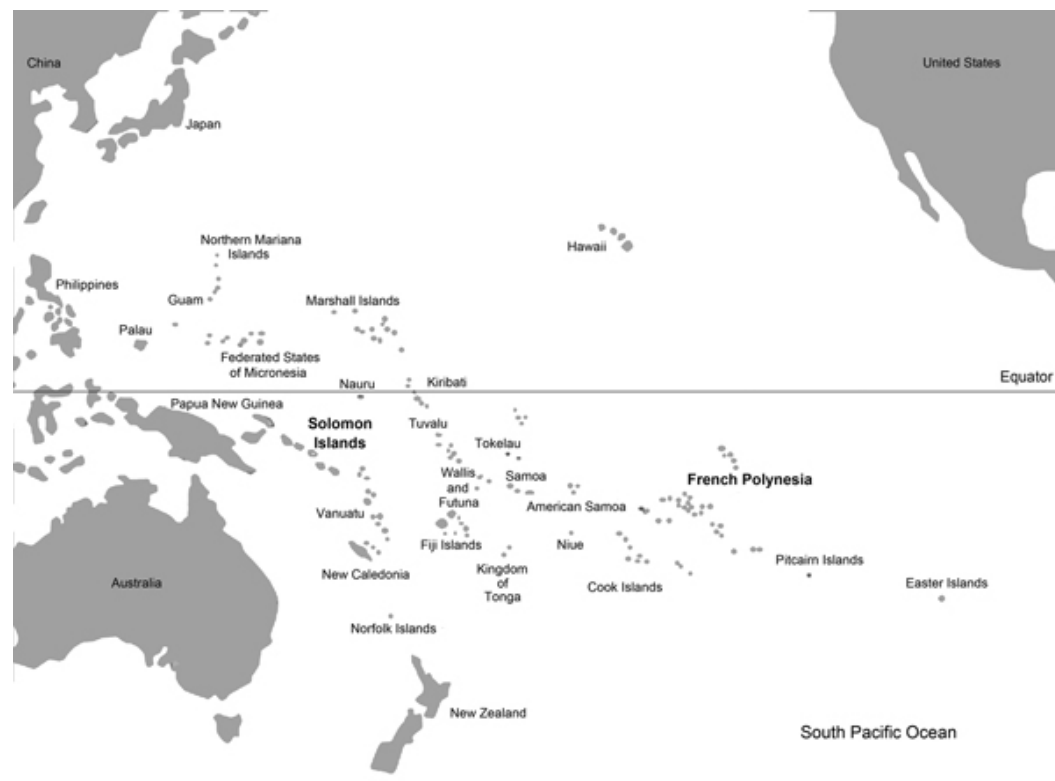 China
United States
Japan
Northern Mariana
Islands
Hawaii
Philippines
Guam
Marshall Islands
Palau
Federated States
of Micronesia
Equator
Nauru
Kiribati
Papua New Guinea
Solomon
Islands
Tuvalu
Tokelau
Wallis
and
Futuna
Samoa
French Polynesia
American Samoa
Vanuatu
Fiji Islands
Niue
New Caledonia
Kingdom
of
Tonga
Cook Islands
Pitcairn Islands
Easter Islands
Australia
Norfolk Islands
New Zealand
South Pacific Ocean